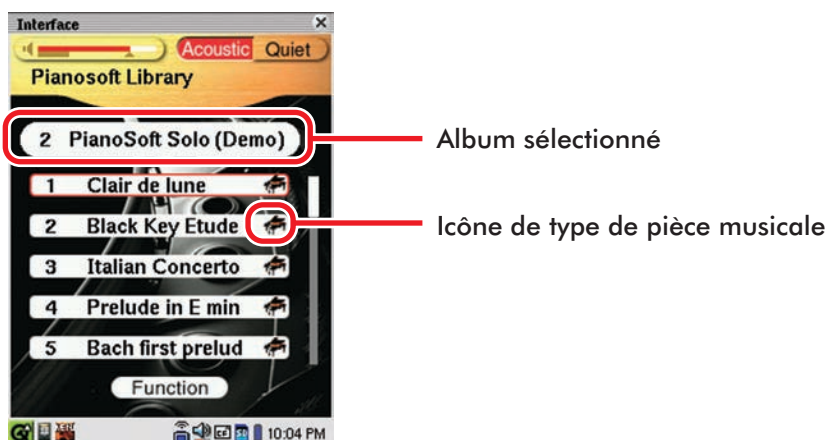 Interface
Acoustic Quiet
Pianosoft Library
2 PianoSoft Solo (Demo)
Album sélectionné
1 Clair de lune
2 Black Key Etude
Icône de type de pièce musicale
3 Italian Concerto
4 Prelude in E min
5 Bach first prelud
Function
10:04 PM